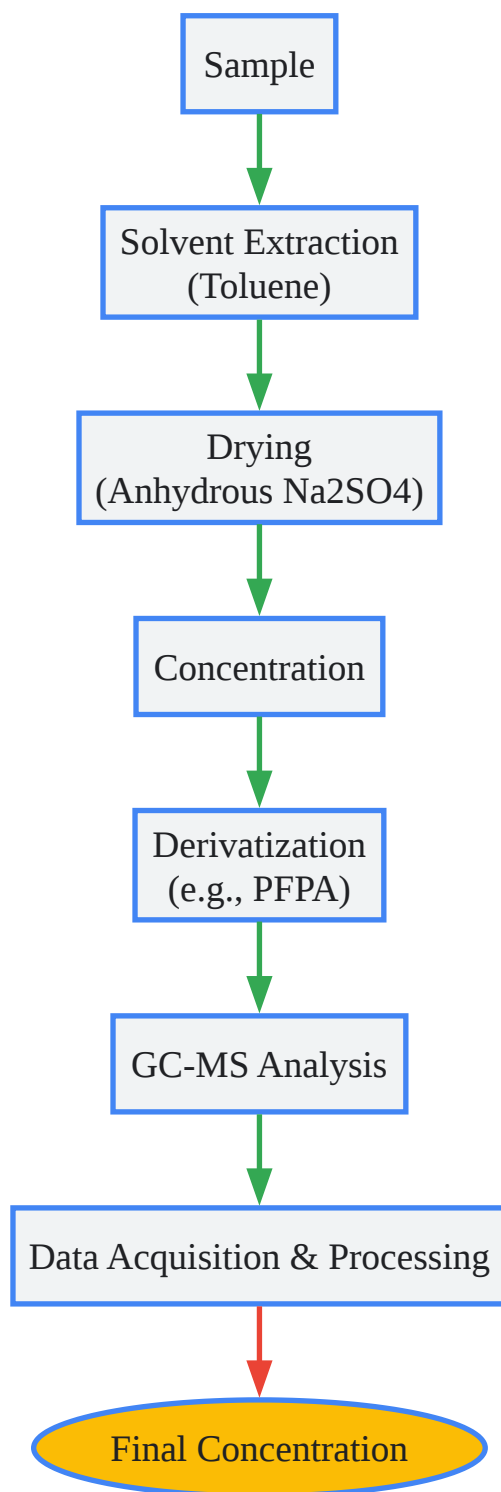 Sample
Solvent Extraction
(Toluene)
Drying
(Anhydrous Na2SO4)
Concentration
Derivatization
(e.g., PFPA)
GC-MS Analysis
Data Acquisition & Processing
Final Concentration